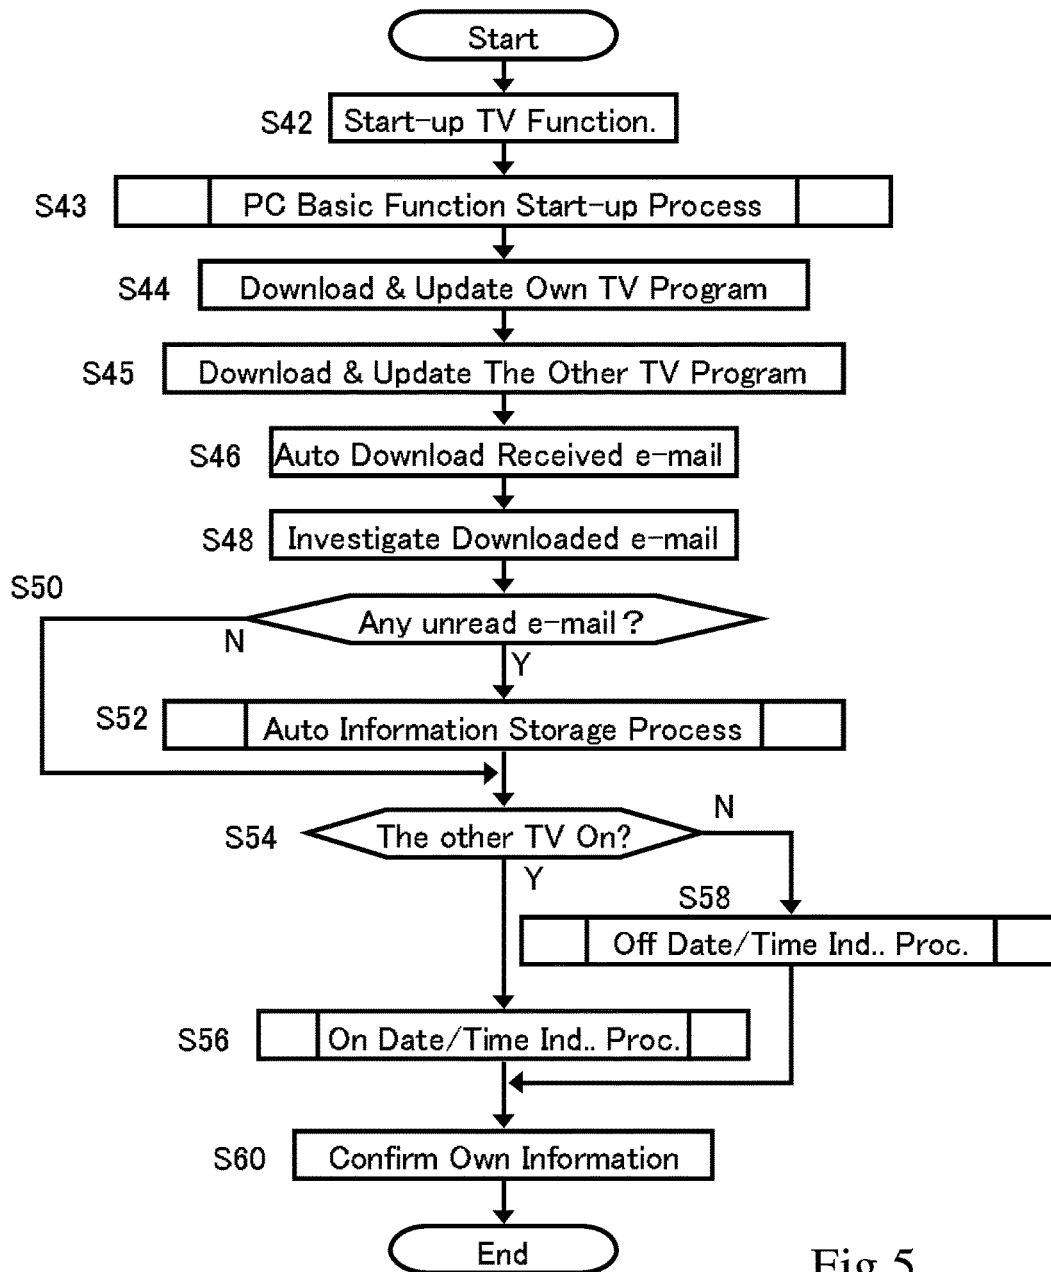 Start
S42 Start-up TV Function.
S43 PC Basic Function Start-up Process
S44 Download & Update Own TV Program
S45 Download & Update The Other TV Program
S46 Auto Download Received e-mail
S48 Investigate Downloaded e-mail
S50
Any unread e-mail?
N
Y
S52 Auto Information Storage Process
N
S54 The other TV On?
Y
S58
Off Date/Time Ind.. Proc.
S56 On Date/Time Ind.. Proc.
S60 Confirm Own Information
End
Fig.5